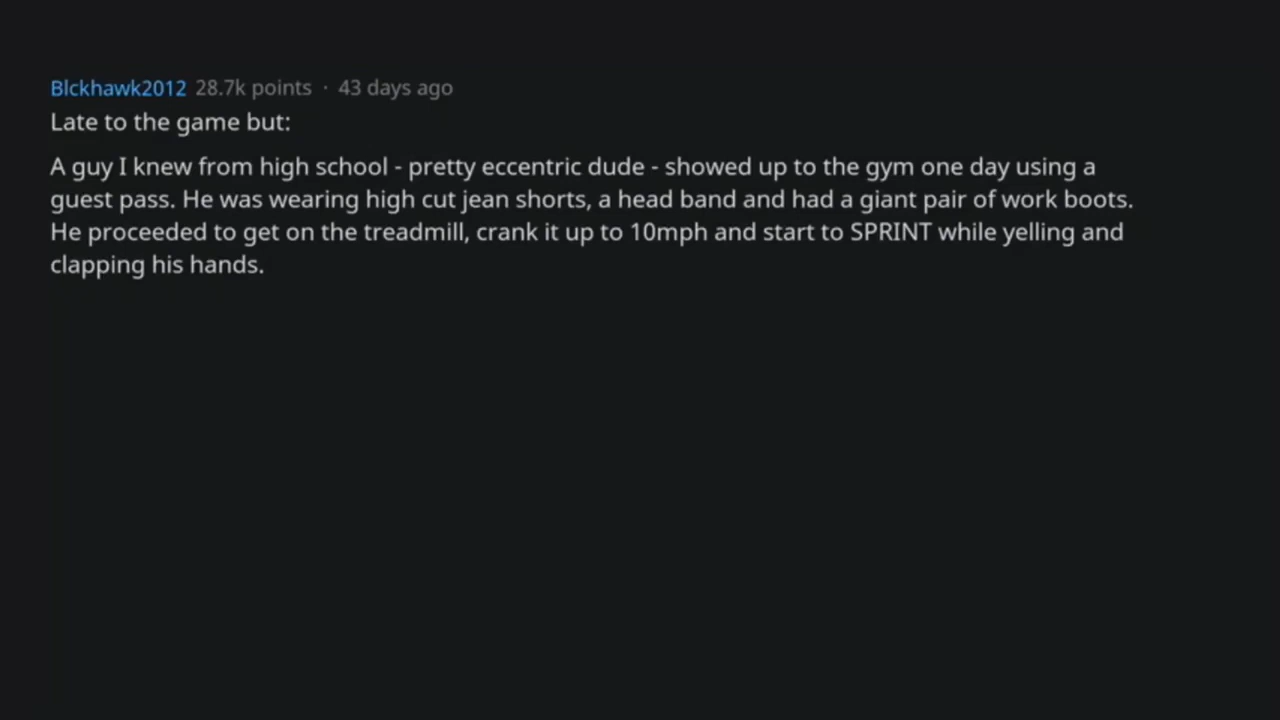 Blckhawk2012 28.7k points · 43 days ago
Late to the game but:
A guy I knew from high school - pretty eccentric dude - showed up to the gym one day using a
guest pass. He was wearing high cut jean shorts, a head band and had a giant pair of work boots.
He proceeded to get on the treadmill, crank it up to 10mph and start to SPRINT while yelling and
clapping his hands.